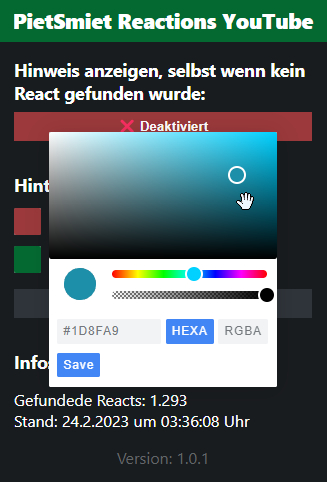 PietSmiet Reactions YouTube
Hinweis anzeigen, selbst wenn kein
React gefunden wurde:
Deaktiviert
Hint
#1D8FA9
HEXA
RGBA
Save
Infos
Gefundede Reacts: 1.293
Stand: 24.2.2023 um 03:36:08 Uhr
Version: 1.0.1